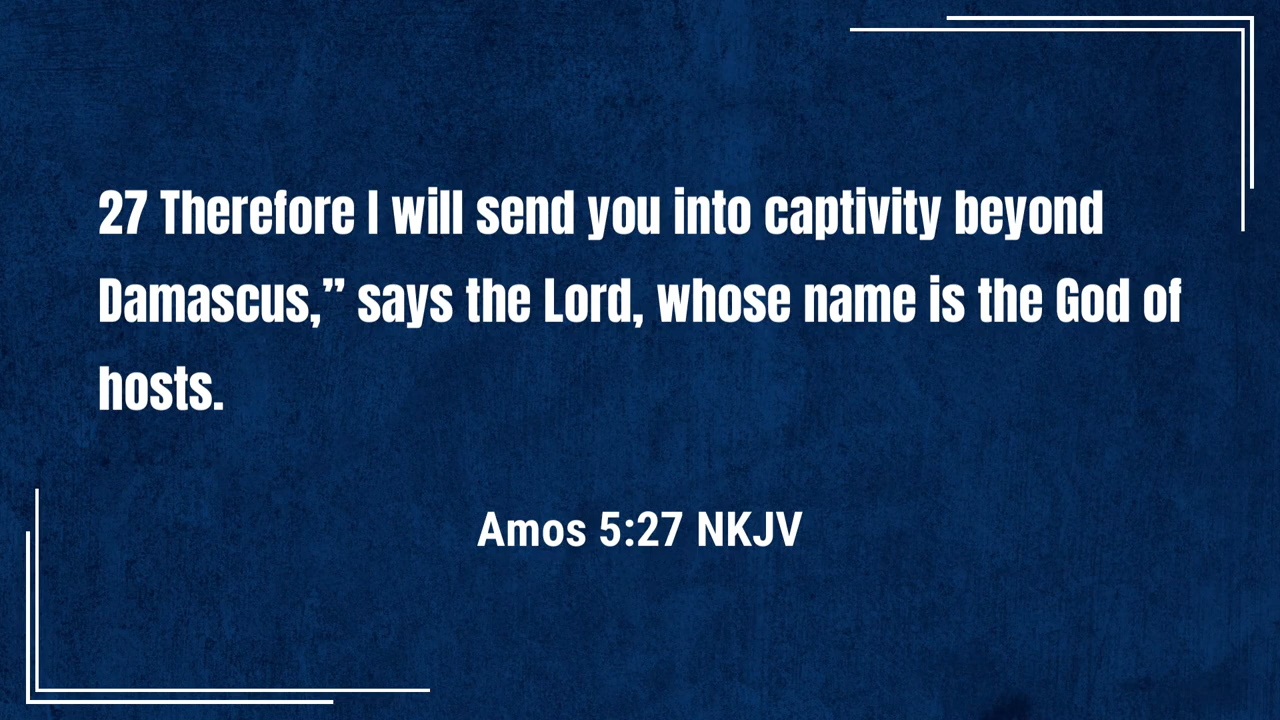 27 Therefore I will send you into captivity beyond
Damascus,” says the Lord, whose name is the God of
hosts.
Amos 5:27 NKJV